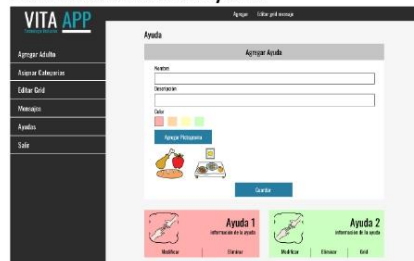 VITA APP
Agregar Editar grid mensaje
Agregar Adulto
Asignar Categorias
Editar Grid
Mensajes
Ayudas
Salir
Ayuda
Agregar Ayuda
Nombre
Descripción
Color
Agregar Pictograma
Ayuda 1
Información de la ayuda
Modificar Eliminar
Ayuda 2
Información de la ayuda
Modificar Eliminar Grid